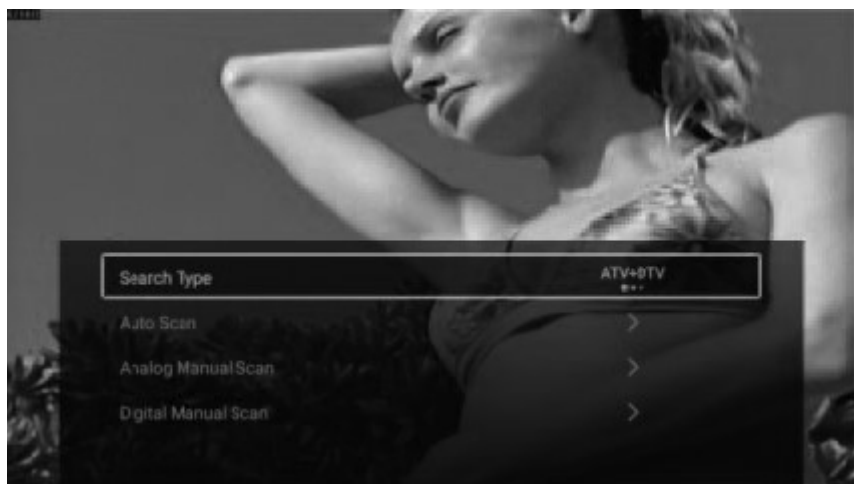 Search Type ATV+DTV
Auto Scan
Analog Manual Scan
Digital Manual Scan